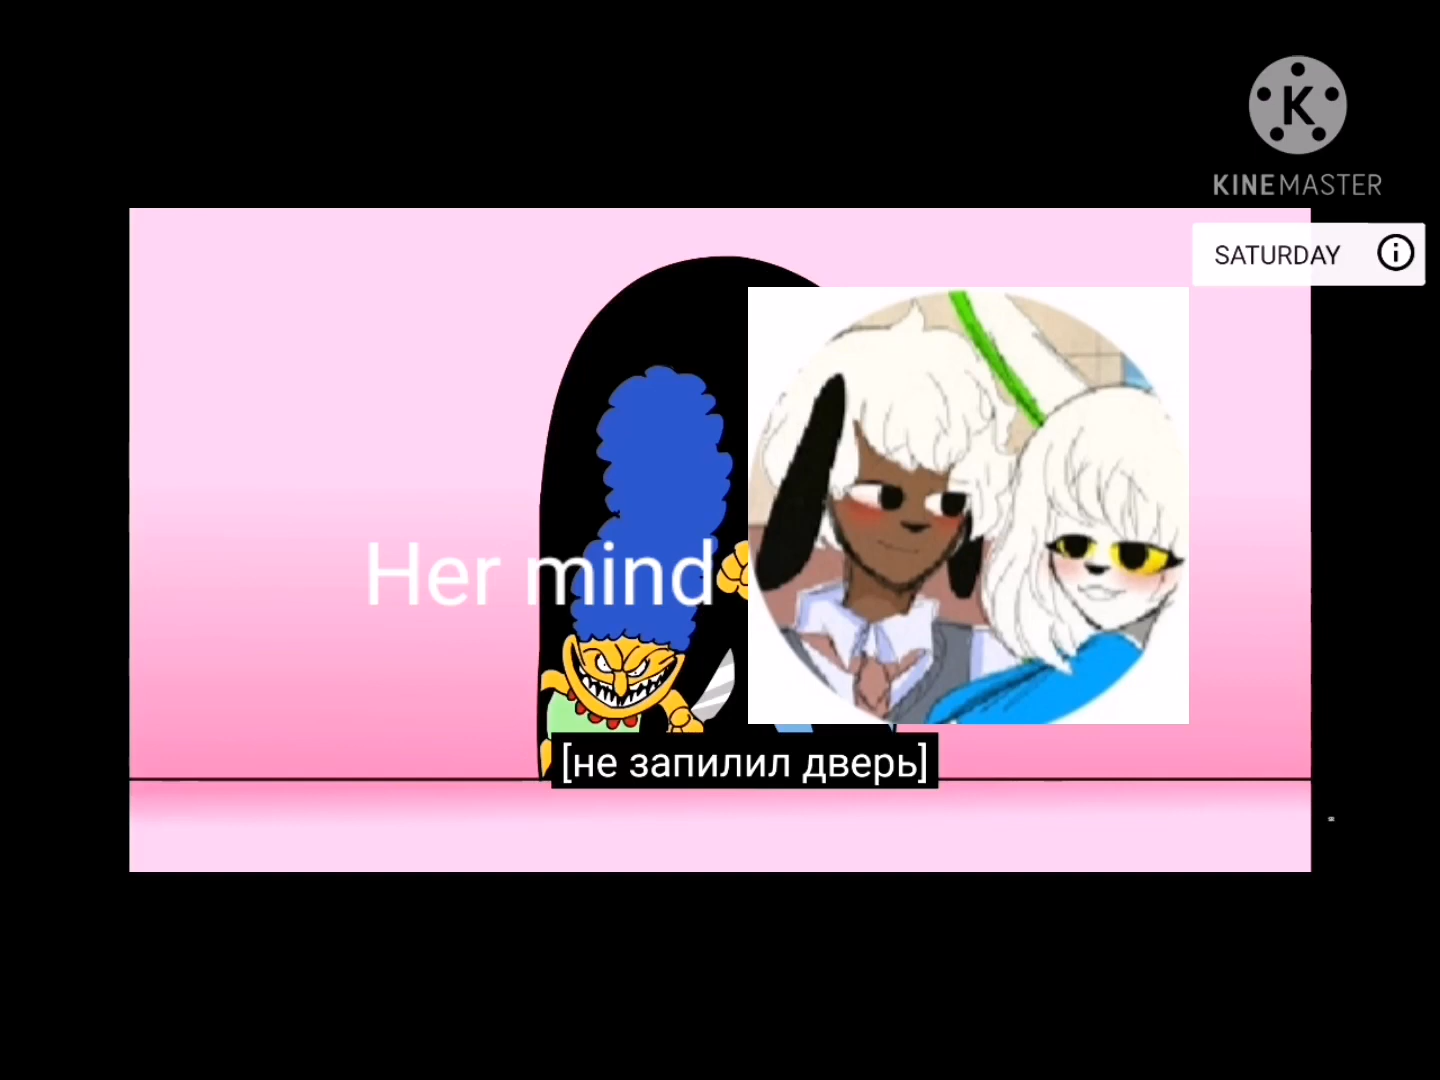 K
KINEMASTER
SATURDAY
Her mind
[не запилил дверь]